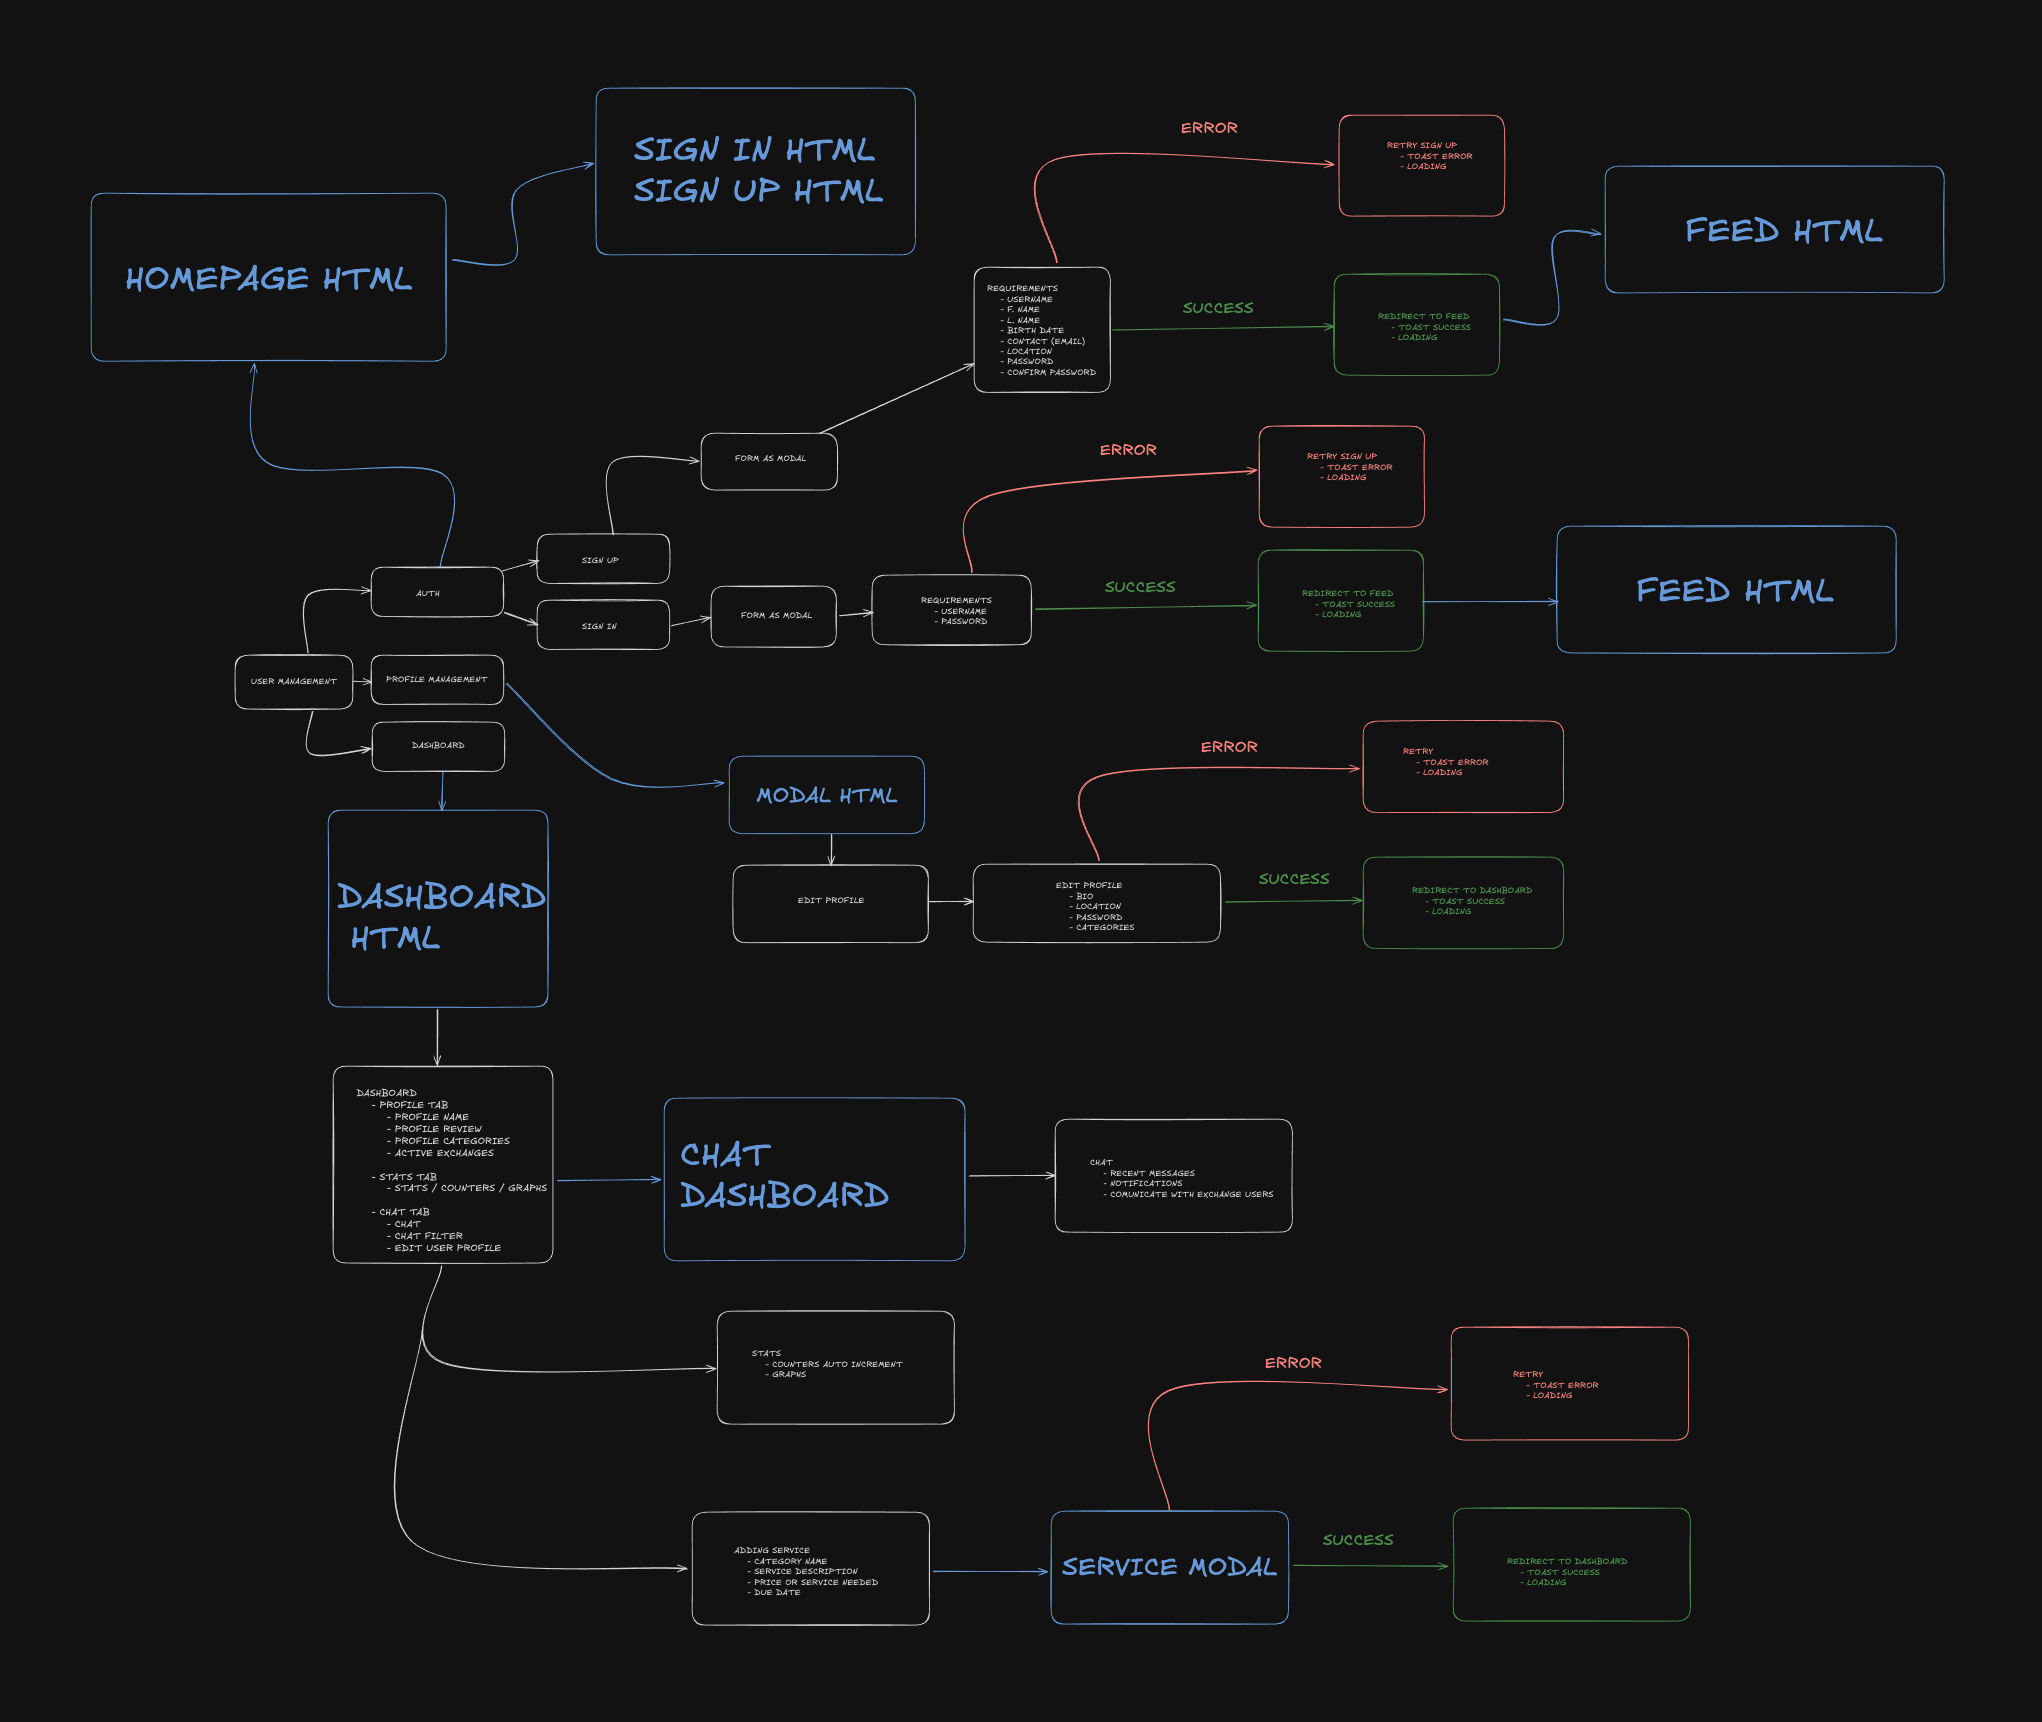 SIGN IN HTML
SIGN UP HTML
HOMEPAGE HTML
ERROR
RETRY SIGN UP
- TOAST ERROR
- LOADING
FEED HTML
REQUIREMENTS
- USERNAME
- F. NAME
- L. NAME
- BIRTH DATE
- CONTACT (EMAIL)
- LOCATION
- PASSWORD
- CONFIRM PASSWORD
SUCCESS
REDIRECT TO FEED
- TOAST SUCCESS
- LOADING
FORM AS MODAL
ERROR
RETRY SIGN UP
- TOAST ERROR
- LOADING
SIGN UP
AUTH
SIGN IN
FORM AS MODAL
REQUIREMENTS
- USERNAME
- PASSWORD
SUCCESS
REDIRECT TO FEED
- TOAST SUCCESS
- LOADING
FEED HTML
USER MANAGEMENT
PROFILE MANAGEMENT
DASHBOARD
MODAL HTML
ERROR
RETRY
- TOAST ERROR
- LOADING
EDIT PROFILE
EDIT PROFILE
- BIO
- LOCATION
- PASSWORD
- CATEGORIES
SUCCESS
REDIRECT TO DASHBOARD
- TOAST SUCCESS
- LOADING
DASHBOARD
HTML
DASHBOARD
- PROFILE TAB
- PROFILE NAME
- PROFILE REVIEW
- PROFILE CATEGORIES
- ACTIVE EXCHANGES
- STATS TAB
- STATS / COUNTERS / GRAPHS
- CHAT TAB
- CHAT
- CHAT FILTER
- EDIT USER PROFILE
CHAT
DASHBOARD
CHAT
- RECENT MESSAGES
- NOTIFICATIONS
- COMUNICATE WITH EXCHANGE USERS
STATS
- COUNTERS AUTO INCREMENT
- GRAPHS
ERROR
RETRY
- TOAST ERROR
- LOADING
ADDING SERVICE
- CATEGORY NAME
- SERVICE DESCRIPTION
- PRICE OR SERVICE NEEDED
- DUE DATE
SERVICE MODAL
SUCCESS
REDIRECT TO DASHBOARD
- TOAST SUCCESS
- LOADING